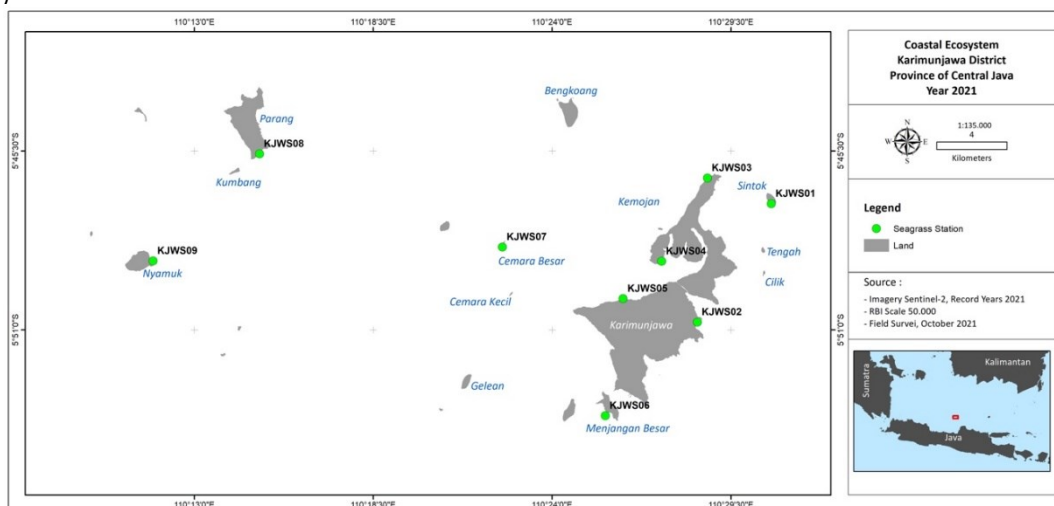 y
110°13'0"E
110°18'30"E
110°24'0"E
110°29'30"E
5°45'30"S
5°51'0"S
5°45'30"S
5°51'0"S
Bengkoang
Parang
KJWS08
Kumbang
KJWS03
Sintok
KJWS01
Kemojan
KJWS07
Cemara Besar
KJWS04
Tengah
KJWS09
Nyamuk
Cilik
Cemara Kecil
KJWS05
KJWS02
Karimunjawa
Gelean
KJWS06
Menjangan Besar
110°13'0"E
110°18'30"E
110°24'0"E
110°29'30"E
Coastal Ecosystem
Karimunjawa District
Province of Central Java
Year 2021
N
W
E
S
1:135.000
4
Kilometers
Legend
Seagrass Station
Land
Source :
- Imagery Sentinel-2, Record Years 2021
- RBI Scale 50.000
- Field Survei, October 2021
Sumatra
Kalimantan
Java